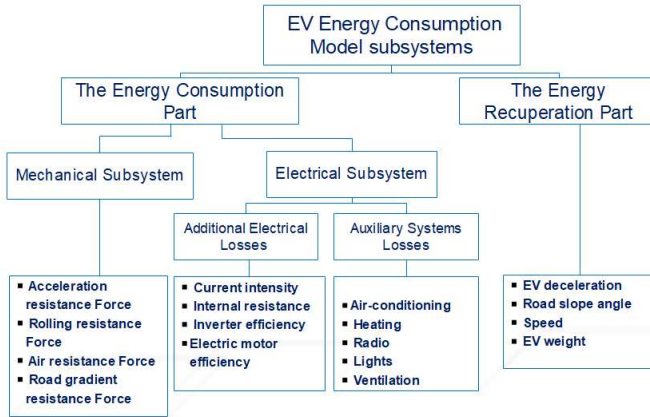 EV Energy Consumption
Model subsystems
The Energy Consumption
Part
The Energy
Recuperation Part
Mechanical Subsystem
Electrical Subsystem
Additional Electrical
Losses
Auxiliary Systems
Losses
▪ Acceleration
resistance Force
▪ Rolling resistance
Force
▪ Air resistance Force
▪ Road gradient
resistance Force
▪ Current intensity
▪ Internal resistance
▪ Inverter efficiency
▪ Electric motor
efficiency
▪ Air-conditioning
▪ Heating
▪ Radio
▪ Lights
▪ Ventilation
▪ EV deceleration
▪ Road slope angle
▪ Speed
▪ EV weight